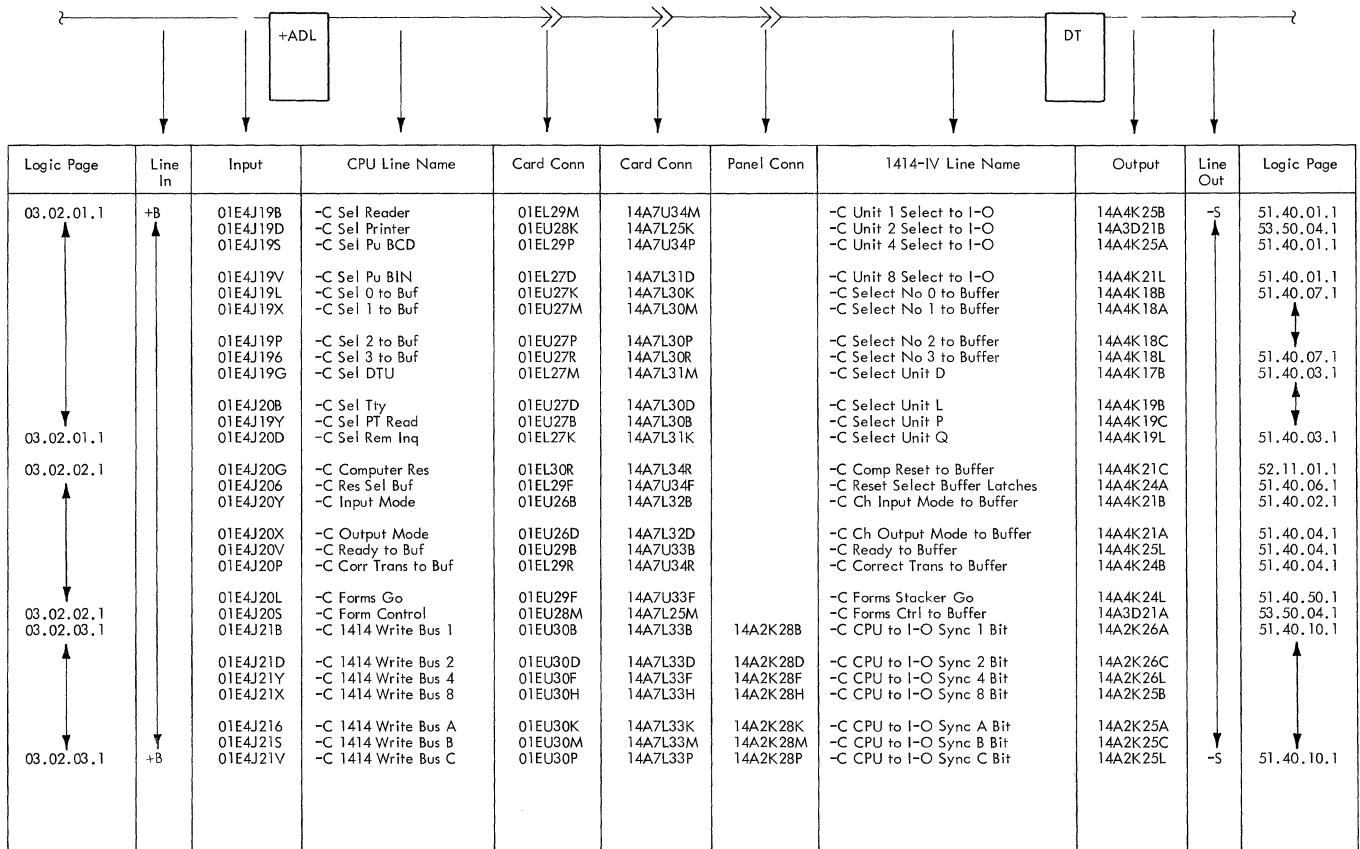 +ADL DT
Logic Page Line In Input CPU Line Name Card Conn Card Conn Panel Conn 1414-IV Line Name Output Line Out Logic Page
03.02.01.1 +B 01E4J19B -C Sel Reader 01EL29M 14A7U34M -C Unit 1 Select to I-O 14A4K25B -S 51.40.01.1
01E4J19D -C Sel Printer 01EU28K 14A7L25K -C Unit 2 Select to I-O 14A3D21B 53.50.04.1
01E4J19S -C Sel Pu BCD 01EL29P 14A7U34P -C Unit 4 Select to I-O 14A4K25A 51.40.01.1
01E4J19V -C Sel Pu BIN 01EL27D 14A7L31D -C Unit 8 Select to I-O 14A4K21L 51.40.01.1
01E4J19L -C Sel 0 to Buf 01EU27K 14A7L30K -C Select No 0 to Buffer 14A4K18B 51.40.07.1
01E4J19X -C Sel 1 to Buf 01EU27M 14A7L30M -C Select No 1 to Buffer 14A4K18A
01E4J19P -C Sel 2 to Buf 01EU27P 14A7L30P -C Select No 2 to Buffer 14A4K18C
01E4J196 -C Sel 3 to Buf 01EU27R 14A7L30R -C Select No 3 to Buffer 14A4K18L 51.40.07.1
01E4J19G -C Sel DTU 01EL27M 14A7L31M -C Select Unit D 14A4K17B 51.40.03.1
01E4J20B -C Sel Tty 01EU27D 14A7L30D -C Select Unit L 14A4K19B
01E4J19Y -C Sel PT Read 01EU27B 14A7L30B -C Select Unit P 14A4K19C
03.02.01.1 01E4J20D -C Sel Rem Inq 01EL27K 14A7L31K -C Select Unit Q 14A4K19L 51.40.03.1
03.02.02.1 01E4J20G -C Computer Res 01EL30R 14A7L34R -C Comp Reset to Buffer 14A4K21C 52.11.01.1
01E4J206 -C Res Sel Buf 01EL29F 14A7U34F -C Reset Select Buffer Latches 14A4K24A 51.40.06.1
01E4J20Y -C Input Mode 01EU26B 14A7L32B -C Ch Input Mode to Buffer 14A4K21B 51.40.02.1
01E4J20X -C Output Mode 01EU26D 14A7L32D -C Ch Output Mode to Buffer 14A4K21A 51.40.04.1
01E4J20V -C Ready to Buf 01EU29B 14A7U33B -C Ready to Buffer 14A4K25L 51.40.04.1
01E4J20P -C Corr Trans to Buf 01EL29R 14A7U34R -C Correct Trans to Buffer 14A4K24B 51.40.04.1
01E4J20L -C Forms Go 01EU29F 14A7U33F -C Forms Stacker Go 14A4K24L 51.40.50.1
03.02.02.1 01E4J20S -C Form Control 01EU28M 14A7L25M -C Forms Ctrl to Buffer 14A3D21A 53.50.04.1
03.02.03.1 01E4J21B -C 1414 Write Bus 1 01EU30B 14A7L33B 14A2K28B -C CPU to I-O Sync 1 Bit 14A2K26A 51.40.10.1
01E4J21D -C 1414 Write Bus 2 01EU30D 14A7L33D 14A2K28D -C CPU to I-O Sync 2 Bit 14A2K26C
01E4J21Y -C 1414 Write Bus 4 01EU30F 14A7L33F 14A2K28F -C CPU to I-O Sync 4 Bit 14A2K26L
01E4J21X -C 1414 Write Bus 8 01EU30H 14A7L33H 14A2K28H -C CPU to I-O Sync 8 Bit 14A2K25B
01E4J216 -C 1414 Write Bus A 01EU30K 14A7L33K 14A2K28K -C CPU to I-O Sync A Bit 14A2K25A
01E4J21S -C 1414 Write Bus B 01EU30M 14A7L33M 14A2K28M -C CPU to I-O Sync B Bit 14A2K25C
03.02.03.1 +B 01E4J21V -C 1414 Write Bus C 01EU30P 14A7L33P 14A2K28P -C CPU to I-O Sync C Bit 14A2K25L -S 51.40.10.1